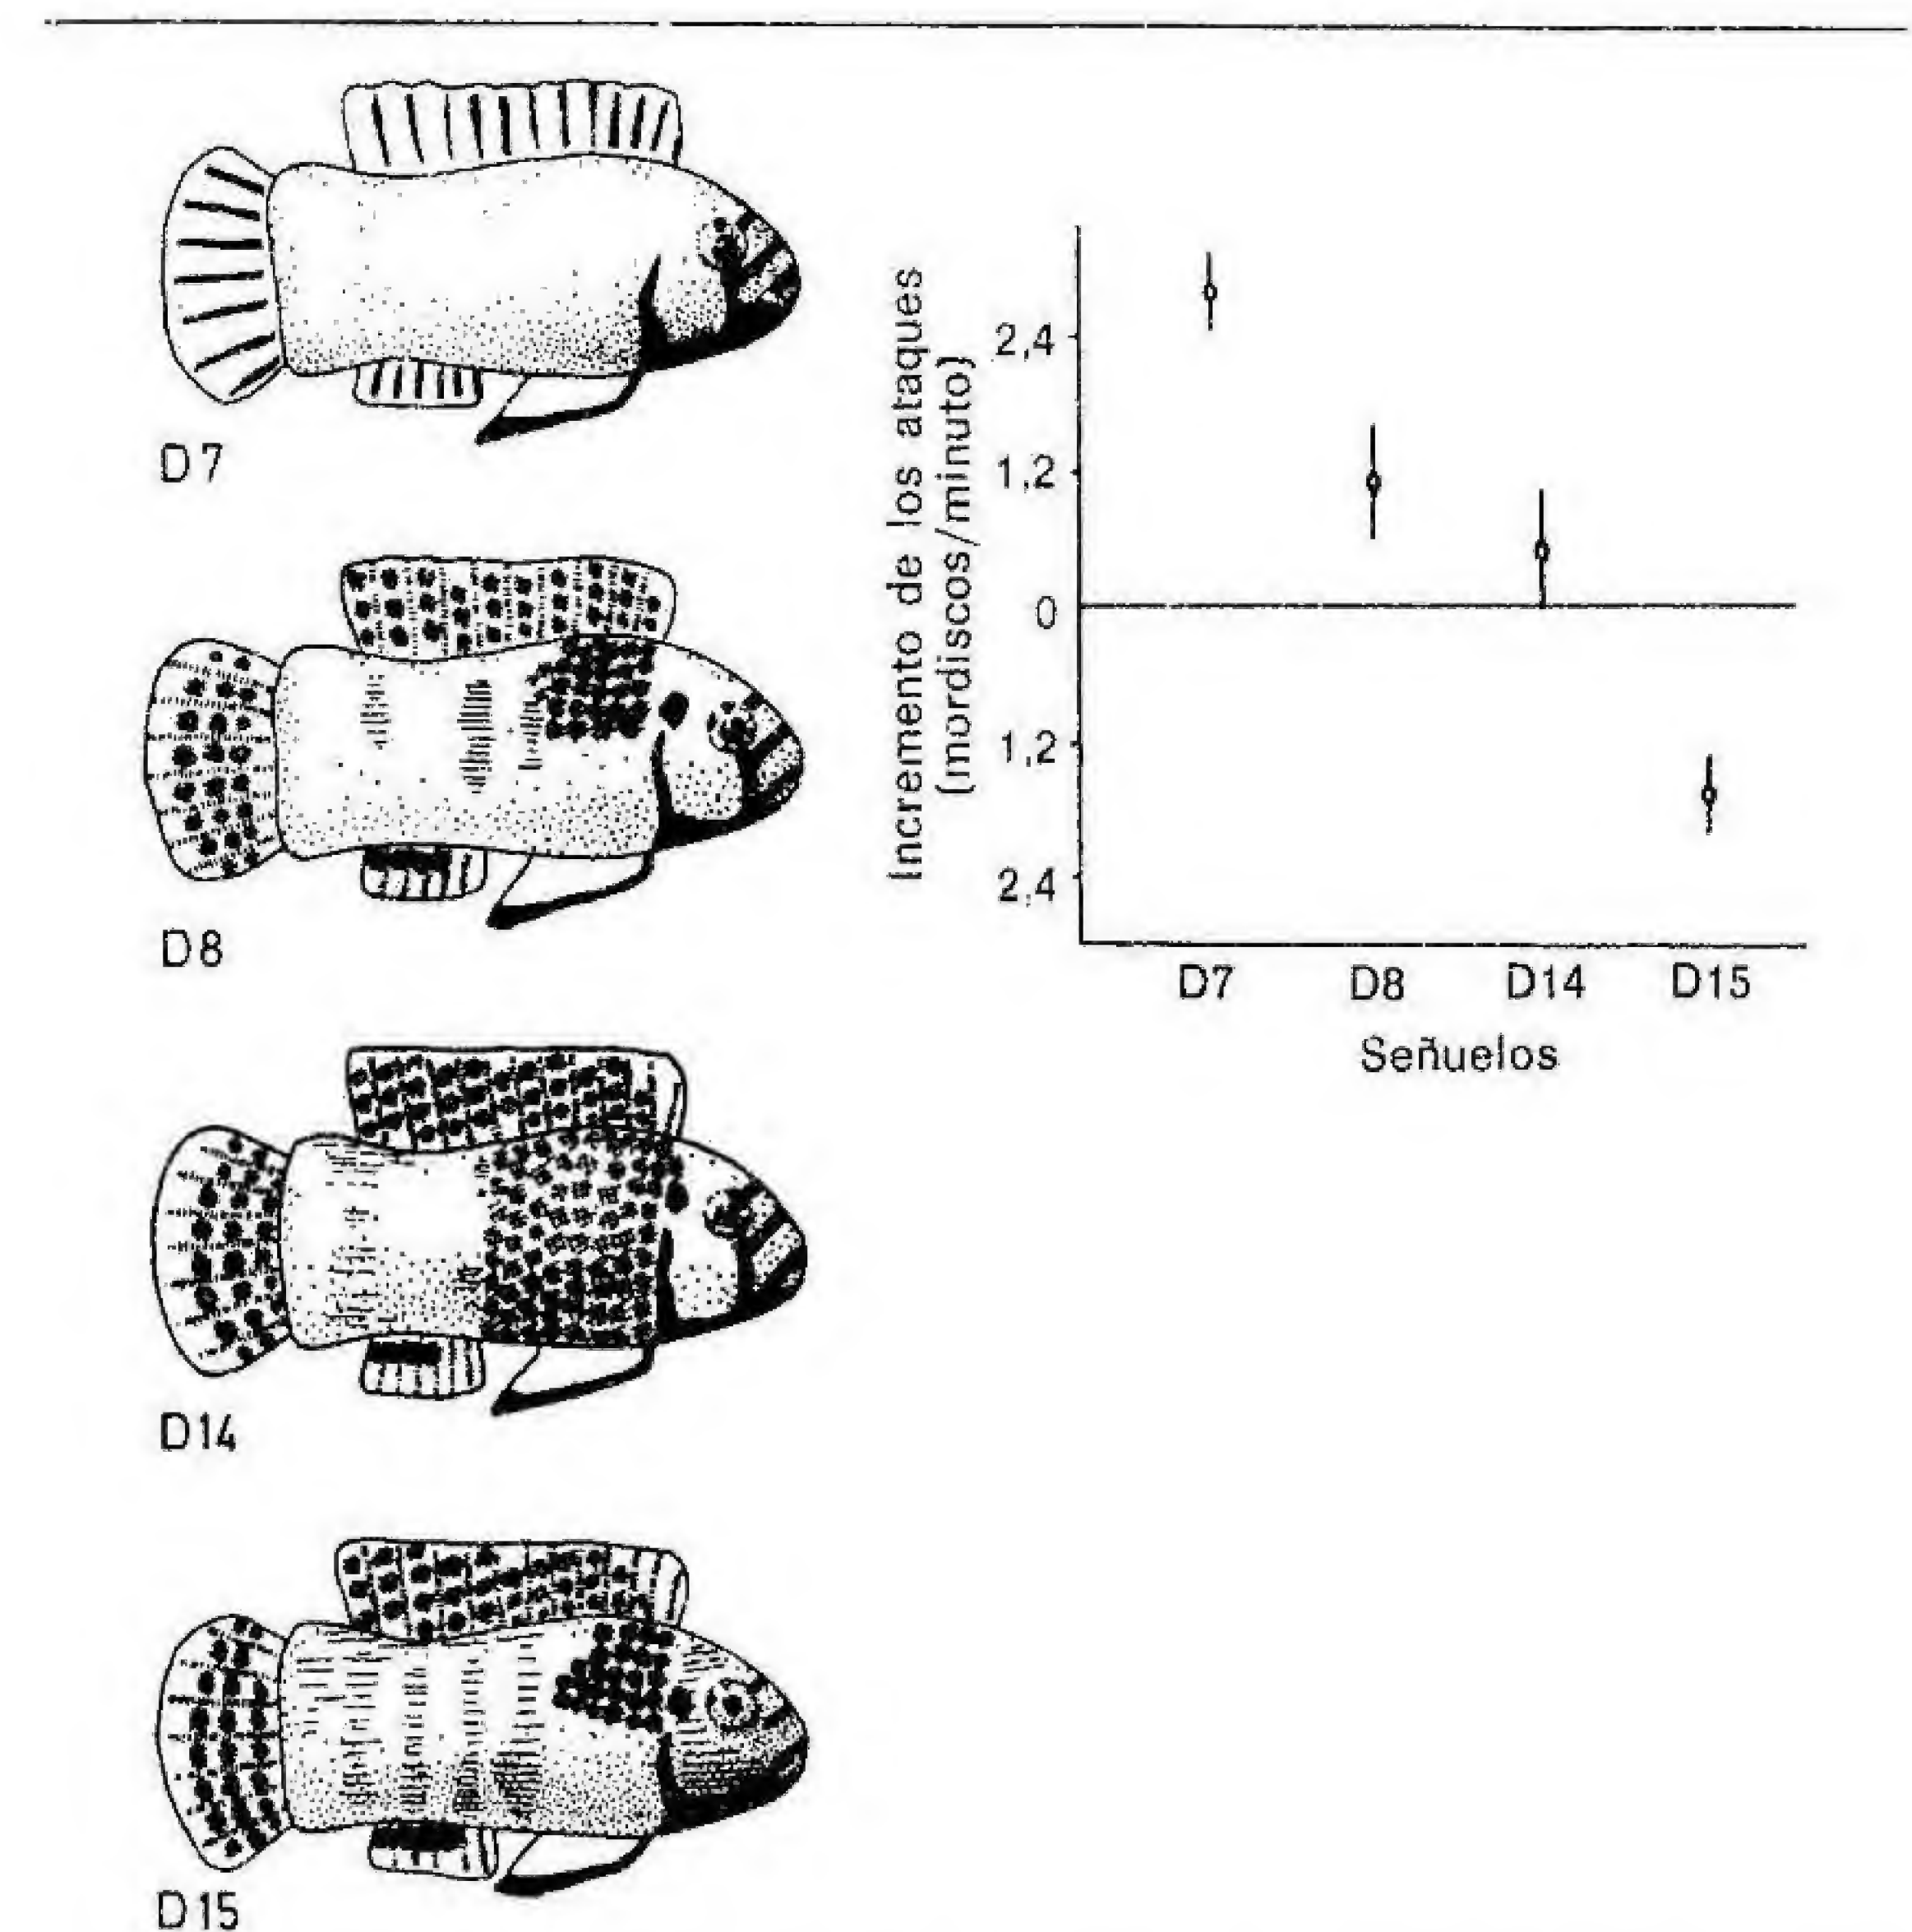 D7
D8
D14
D15
Incremento de los ataques
(mordiscos/minuto)
2,4
1,2
0
1,2
2,4
D7 D8 D14 D15
Señuelos